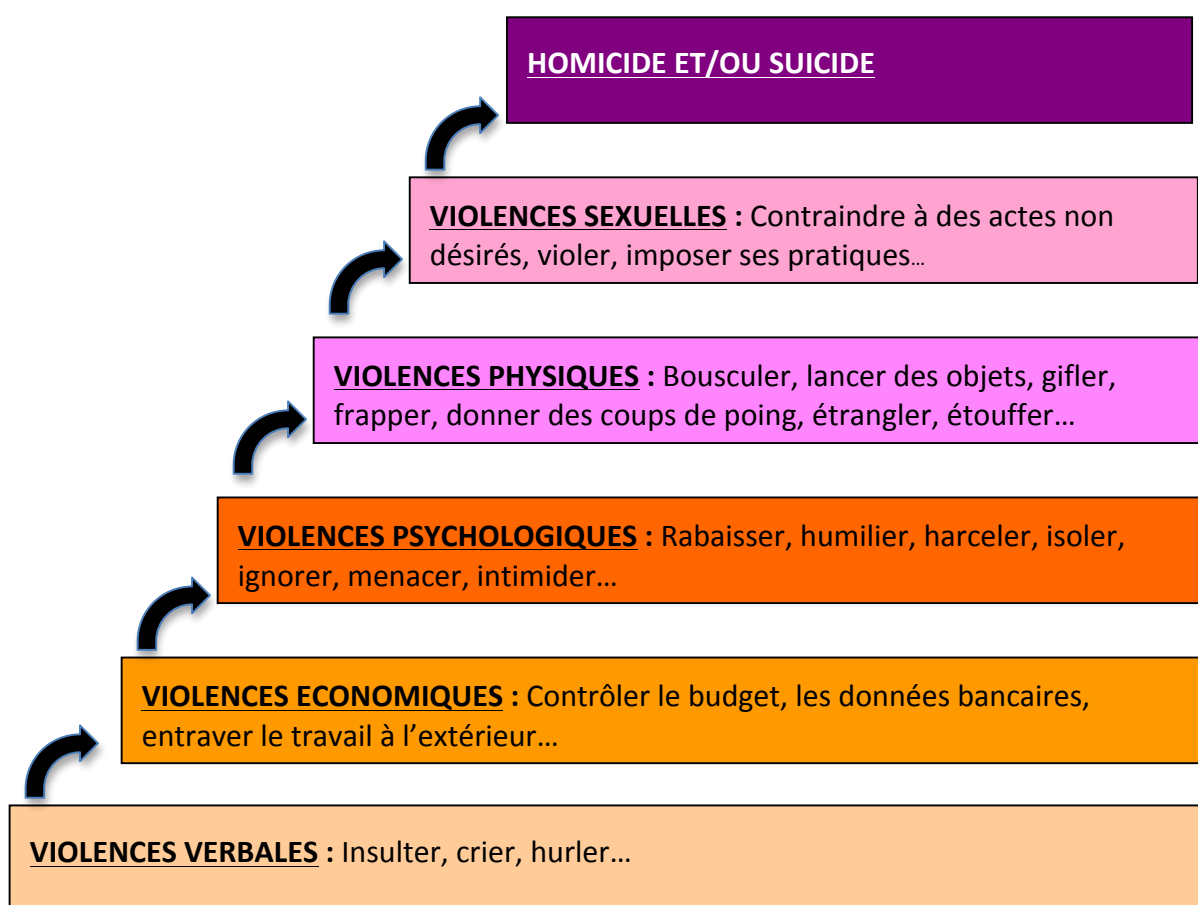 HOMICIDE ET/OU SUICIDE
VIOLENCES SEXUELLES : Contraindre à des actes non
désirés, violer, imposer ses pratiques…
VIOLENCES PHYSIQUES : Bousculer, lancer des objets, gifler,
frapper, donner des coups de poing, étrangler, étouffer…
VIOLENCES PSYCHOLOGIQUES : Rabaisser, humilier, harceler, isoler,
ignorer, menacer, intimider…
VIOLENCES ECONOMIQUES : Contrôler le budget, les données bancaires,
entraver le travail à l’extérieur…
VIOLENCES VERBALES : Insulter, crier, hurler…